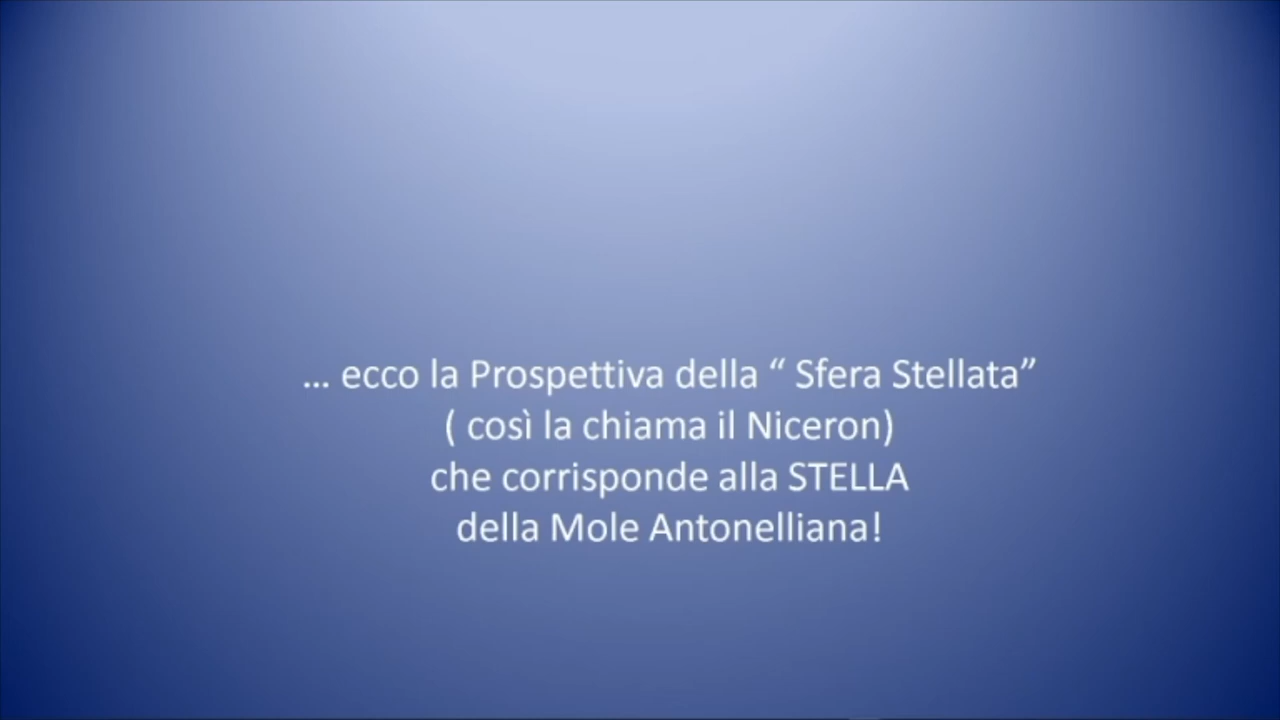 ... ecco la Prospettiva della “ Sfera Stellata”
( così la chiama il Niceron)
che corrisponde alla STELLA
della Mole Antonelliana!